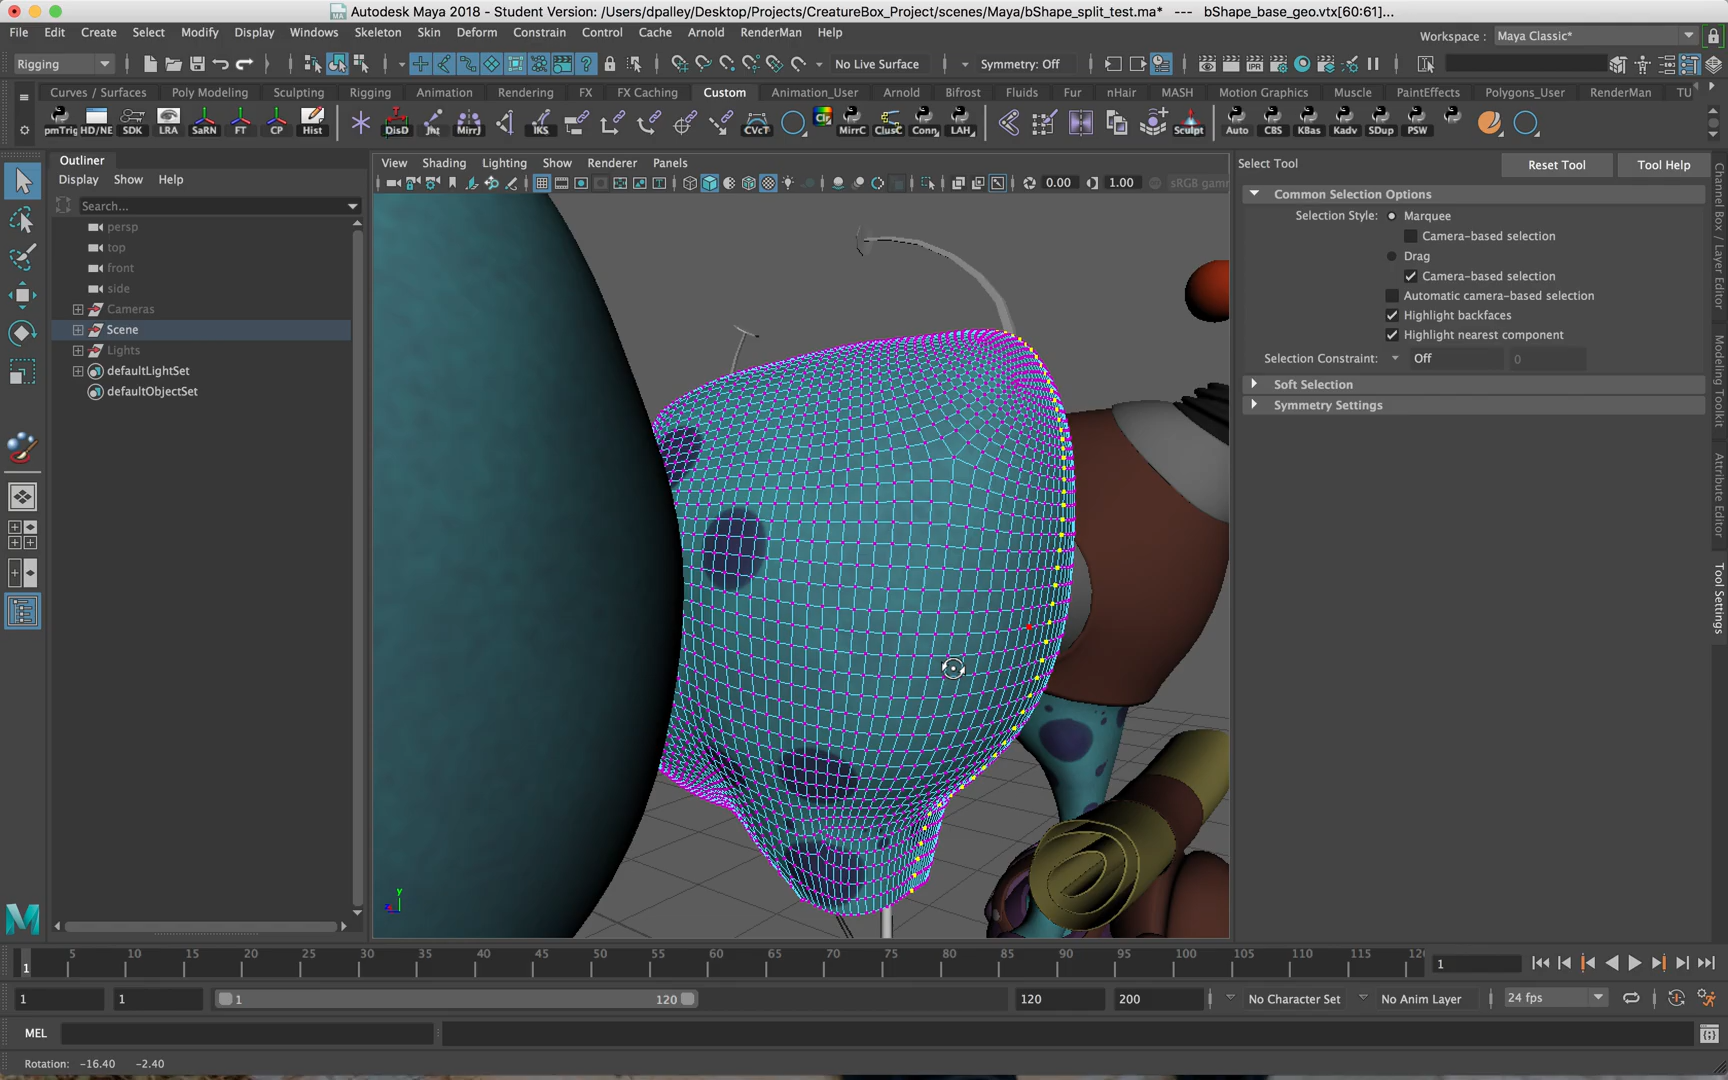 Autodesk Maya 2018 - Student Version: /Users/dpalley/Desktop/Projects/CreatureBox_Project/scenes/Maya/bShape_split_test.ma* --- bShape_base_geo.vtx[60:61]...
File Edit Create Select Modify Display Windows Skeleton Skin Deform Constrain Control Cache Arnold RenderMan Help
Workspace : Maya Classic*
Rigging No Live Surface Symmetry: Off
Curves / Surfaces Poly Modeling Sculpting Rigging Animation Rendering FX FX Caching Custom Animation_User Arnold Bifrost Fluids Fur nHair MASH Motion Graphics Muscle PaintEffects Polygons_User RenderMan TU
pmTrig HD/NE SDK LRA SaRN FT CP Hist DisD Jht Mirrj IKS CVcT MirrC ClusC Conn_ LAH_ Sculpt Auto CBS KBas Kadv SDup PSW
Outliner
Display Show Help
Search...
persp
top
front
side
Cameras
Scene
Lights
defaultLightSet
defaultObjectSet
View Shading Lighting Show Renderer Panels
0.00 1.00 sRGB gamm
Select Tool Reset Tool Tool Help
Common Selection Options
Selection Style: Marquee
Camera-based selection
Drag
Camera-based selection
Automatic camera-based selection
Highlight backfaces
Highlight nearest component
Selection Constraint: Off 0
Soft Selection
Symmetry Settings
Channel Box / Layer Editor
Modeling Toolkit
Attribute Editor
Tool Settings
y
1 5 10 15 20 25 30 35 40 45 50 55 60 65 70 75 80 85 90 95 100 105 110 115 120 1
1 1 1 120 120 200 No Character Set No Anim Layer 24 fps
MEL
Rotation: -16.40 -2.40